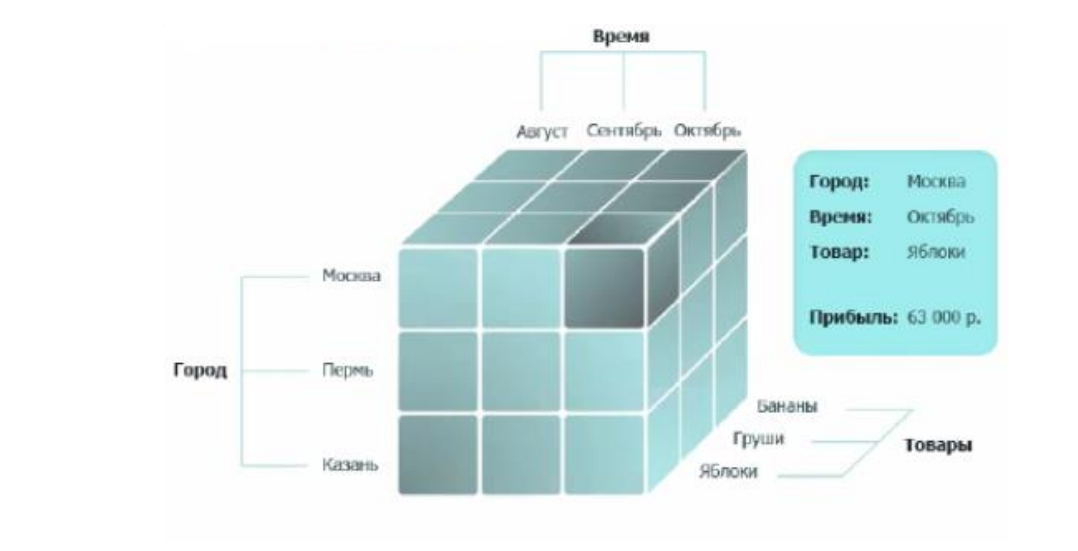 Время
Август Сентябрь Октябрь
Город: Москва
Время: Октябрь
Товар: Яблоки
Прибыль: 63 000 р.
Москва
Город
Пермь
Казань
Бананы
Груши
Товары
Яблоки